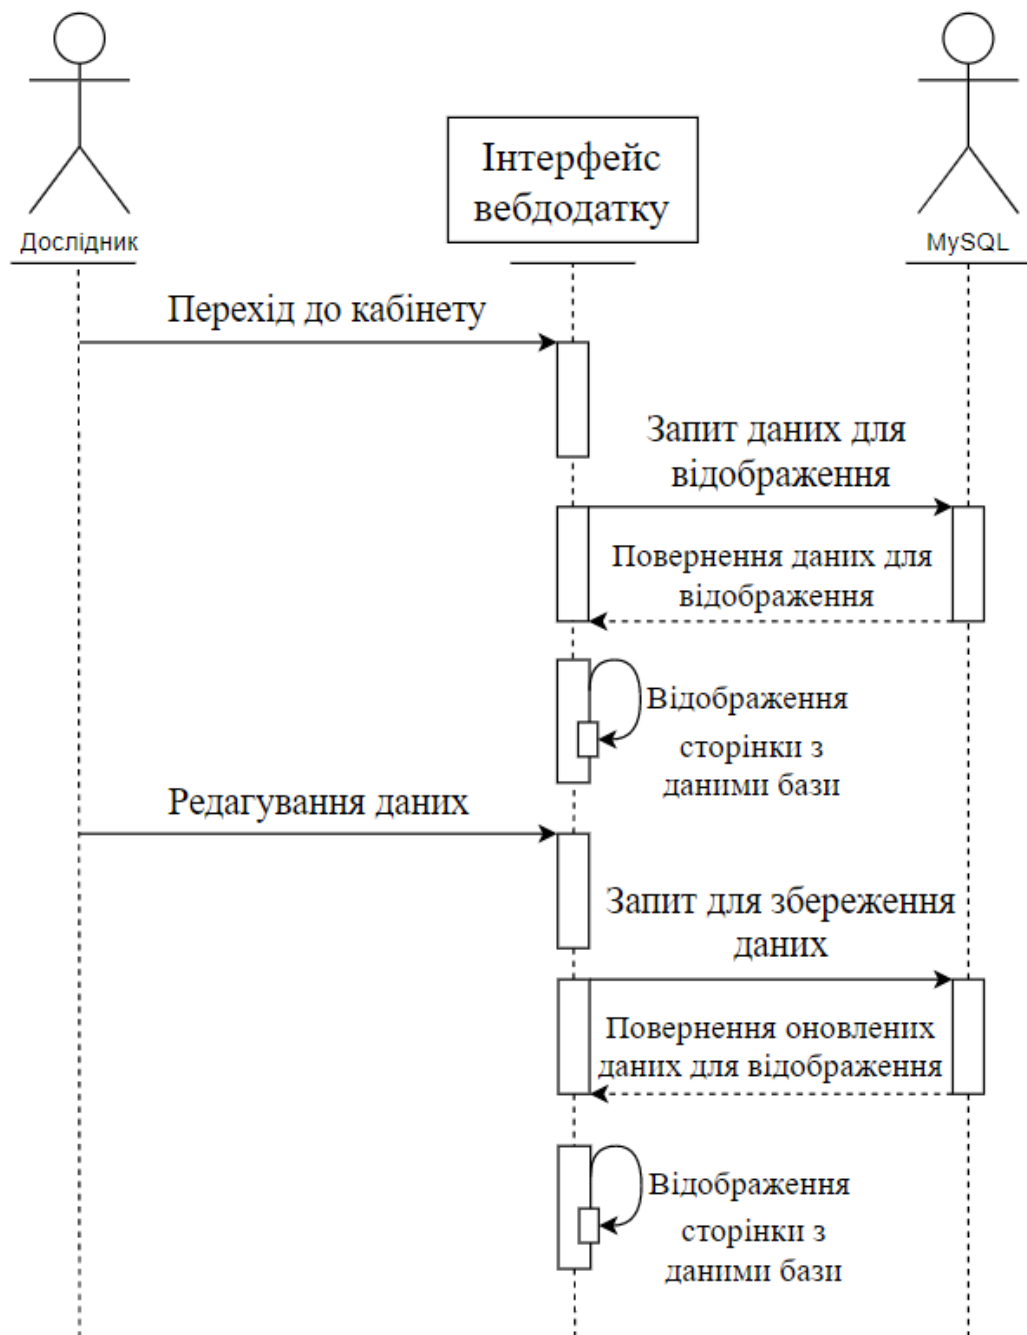 Інтерфейс
вебдодатку
Дослідник
MySQL
Перехід до кабінету
Запит даних для
відображення
Повернення даних для
відображення
Відображення
сторінки з
даними бази
Редагування даних
Запит для збереження
даних
Повернення оновлених
даних для відображення
Відображення
сторінки з
даними бази